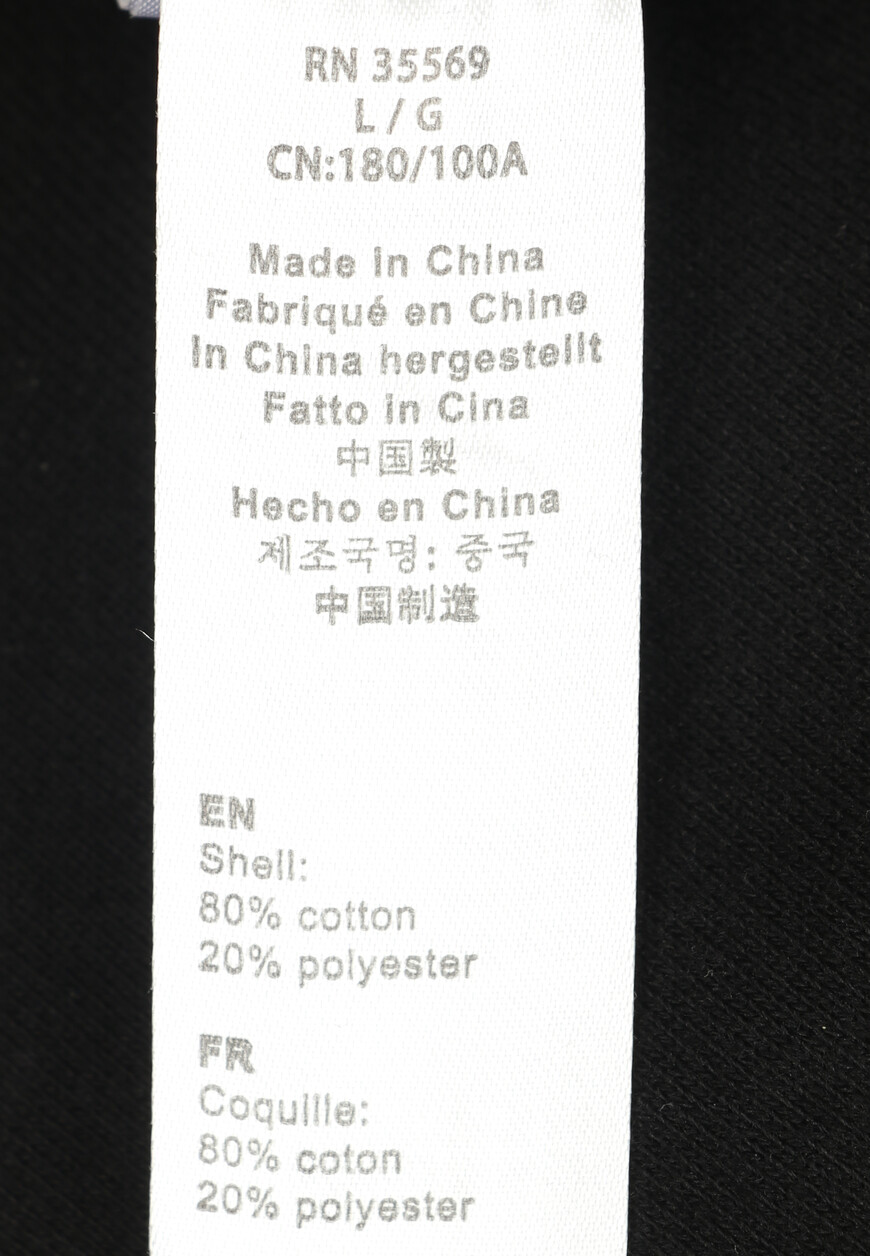 RN 35569
L / G
CN:180/100A
Made in China
Fabriqué en Chine
In China hergestellt
Fatto in Cina
中国製
Hecho en China
제조국명: 중국
中国制造
EN
Shell:
80% cotton
20% polyester
FR
Coquille:
80% coton
20% polyester